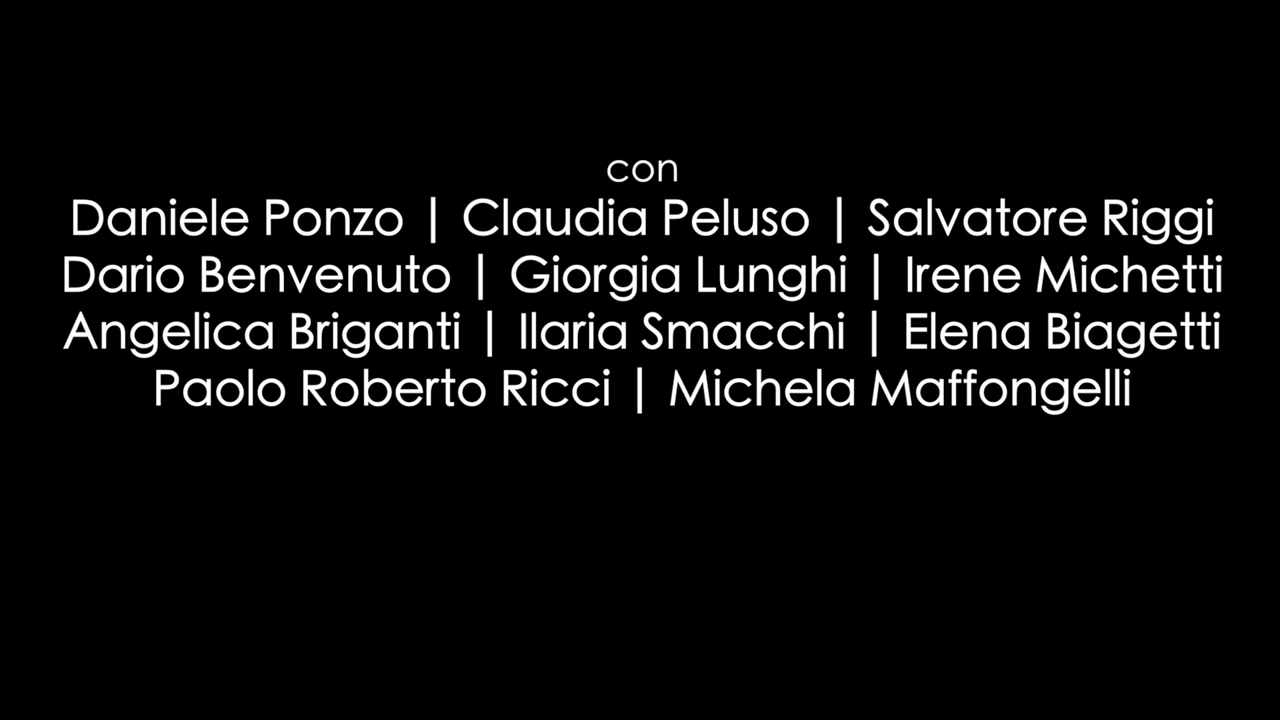 con
Daniele Ponzo | Claudia Peluso | Salvatore Riggi
Dario Benvenuto | Giorgia Lunghi | Irene Michetti
Angelica Briganti | Ilaria Smacchi | Elena Biagetti
Paolo Roberto Ricci | Michela Maffongelli